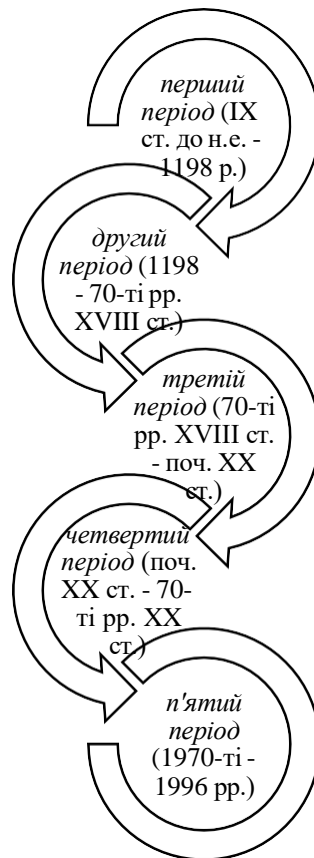 перший
період (IX
ст. до н.е. -
1198 р.)
другий
період (1198
- 70-ті рр.
XVIII ст.)
третій
період (70-ті
рр. XVIII ст.
- поч. XX
ст.)
четвертий
період (поч.
XX ст. - 70-
ті рр. XX
ст.)
п'ятий
період
(1970-ті -
1996 рр.)